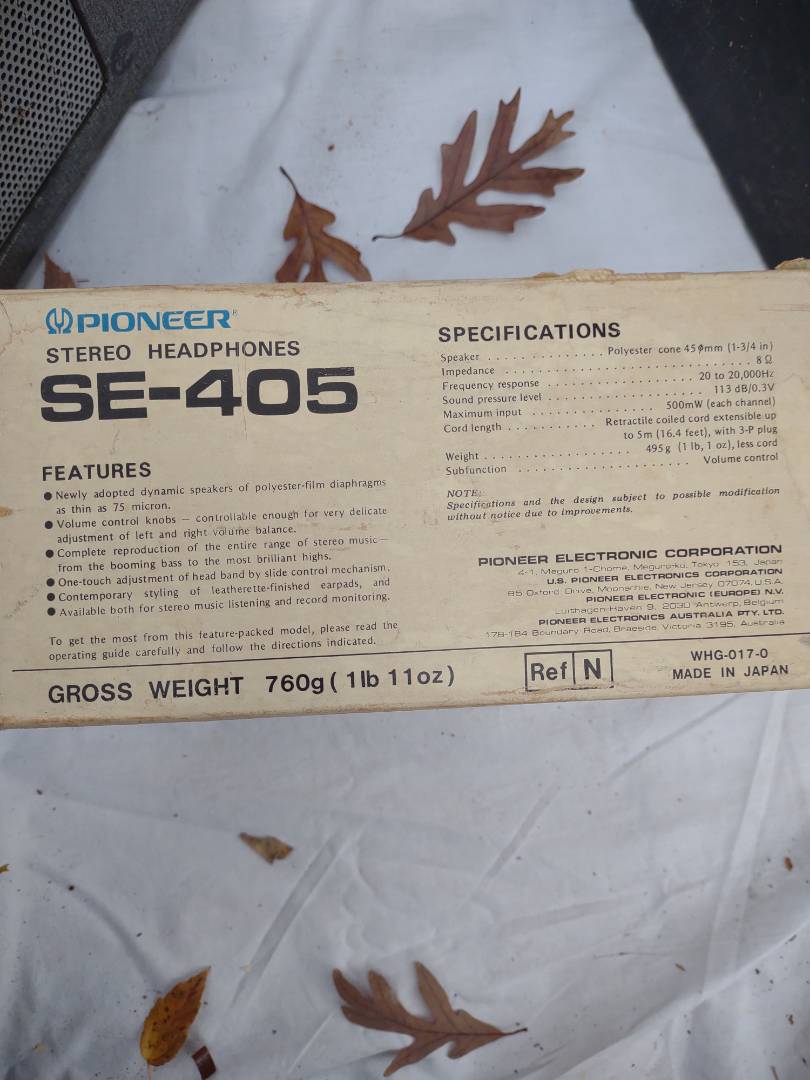 PIONEER®
STEREO HEADPHONES
SE-405
FEATURES
● Newly adopted dynamic speakers of polyester-film diaphragms
as thin as 75 micron.
● Volume control knobs — controllable enough for very delicate
adjustment of left and right volume balance.
● Complete reproduction of the entire range of stereo music—
from the booming bass to the most brilliant highs.
● One-touch adjustment of head band by slide control mechanism.
● Contemporary styling of leatherette-finished earpads, and
● Available both for stereo music listening and record monitoring.
To get the most from this feature-packed model, please read the
operating guide carefully and follow the directions indicated.
SPECIFICATIONS
Speaker . . . . . . . . . . . . . . . Polyester cone 45φmm (1-3/4 in)
Impedance . . . . . . . . . . . . . . . . . . . . . . . . . . . . . . 8 Ω
Frequency response . . . . . . . . . . . . . . . . . . 20 to 20,000Hz
Sound pressure level . . . . . . . . . . . . . . . . . . . 113 dB/0.3V
Maximum input . . . . . . . . . . . . . . . 500mW (each channel)
Cord length . . . . . . . . . . . Retractile coiled cord extensible up
to 5m (16.4 feet), with 3-P plug
Weight . . . . . . . . . . . . . . . . . . . 495g (1 lb, 1 oz), less cord
Subfunction . . . . . . . . . . . . . . . . . . . . . Volume control
NOTE:
Specifications and the design subject to possible modification
without notice due to improvements.
PIONEER ELECTRONIC CORPORATION
4-1, Meguro 1-Chome, Meguro-ku, Tokyo 153, Japan
U.S. PIONEER ELECTRONICS CORPORATION
85 Oxford Drive, Moonachie, New Jersey 07074, U.S.A.
PIONEER ELECTRONIC (EUROPE) N.V.
Luithagen-Haven 9, 2030 Antwerp, Belgium
PIONEER ELECTRONICS AUSTRALIA PTY. LTD.
178-184 Boundary Road, Braeside, Victoria 3195, Australia
GROSS WEIGHT 760g ( 1 lb 11oz )
Ref N
WHG-017-0
MADE IN JAPAN